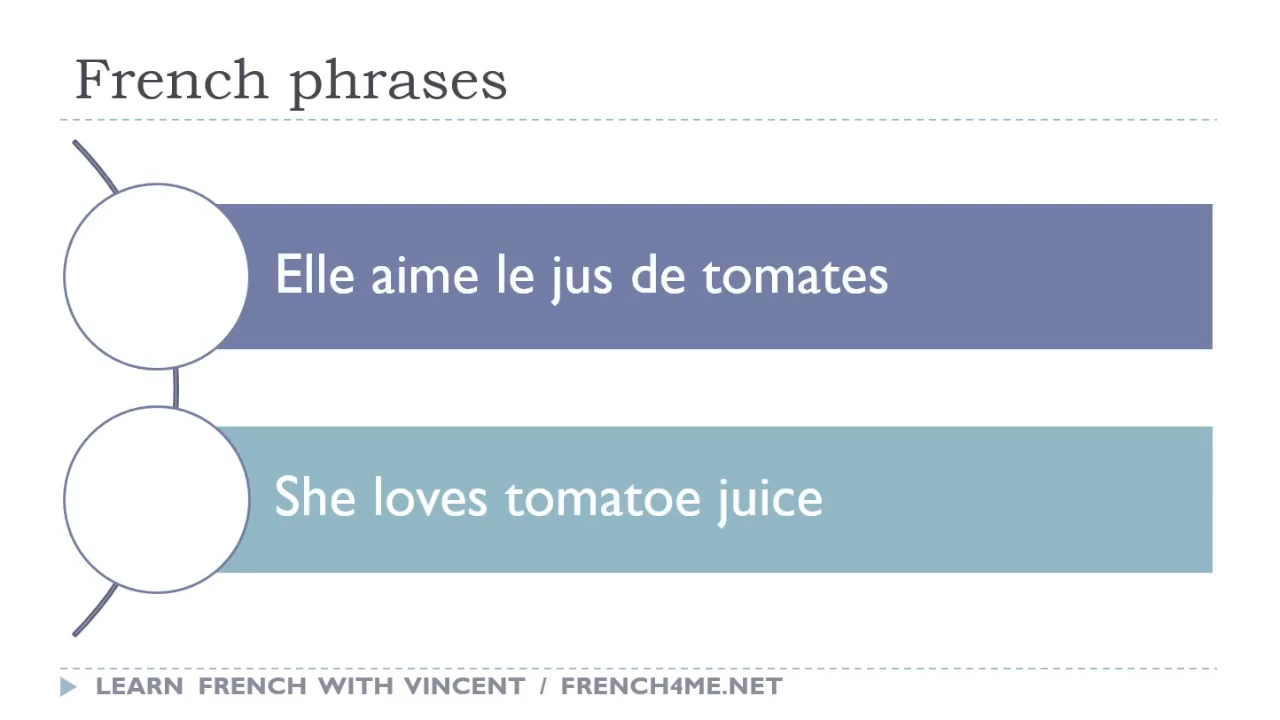 French phrases
Elle aime le jus de tomates
She loves tomatoe juice
LEARN FRENCH WITH VINCENT / FRENCH4ME.NET